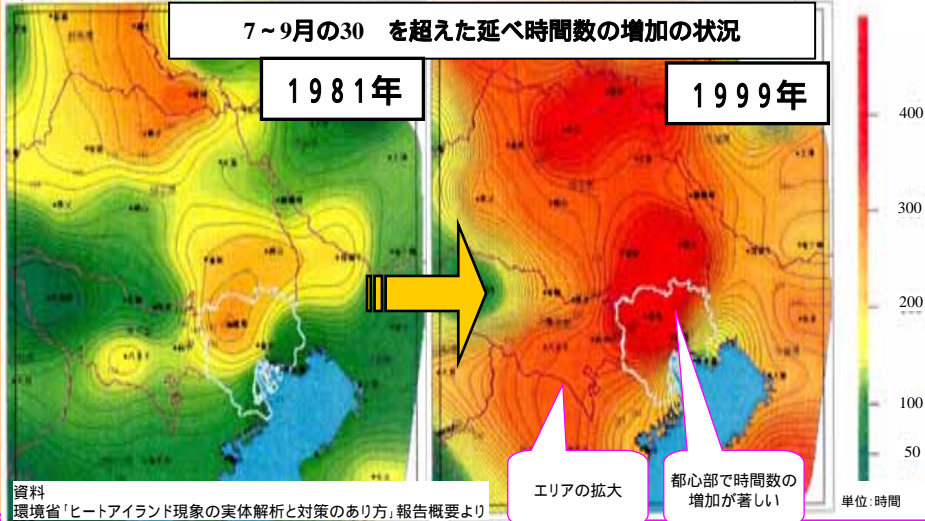 7~9月の30　を超えた延べ時間数の増加の状況
1981年
1999年
400
300
200
100
50
単位:時間
エリアの拡大
都心部で時間数の
増加が著しい
資料
環境省「ヒートアイランド現象の実体解析と対策のあり方」報告概要より